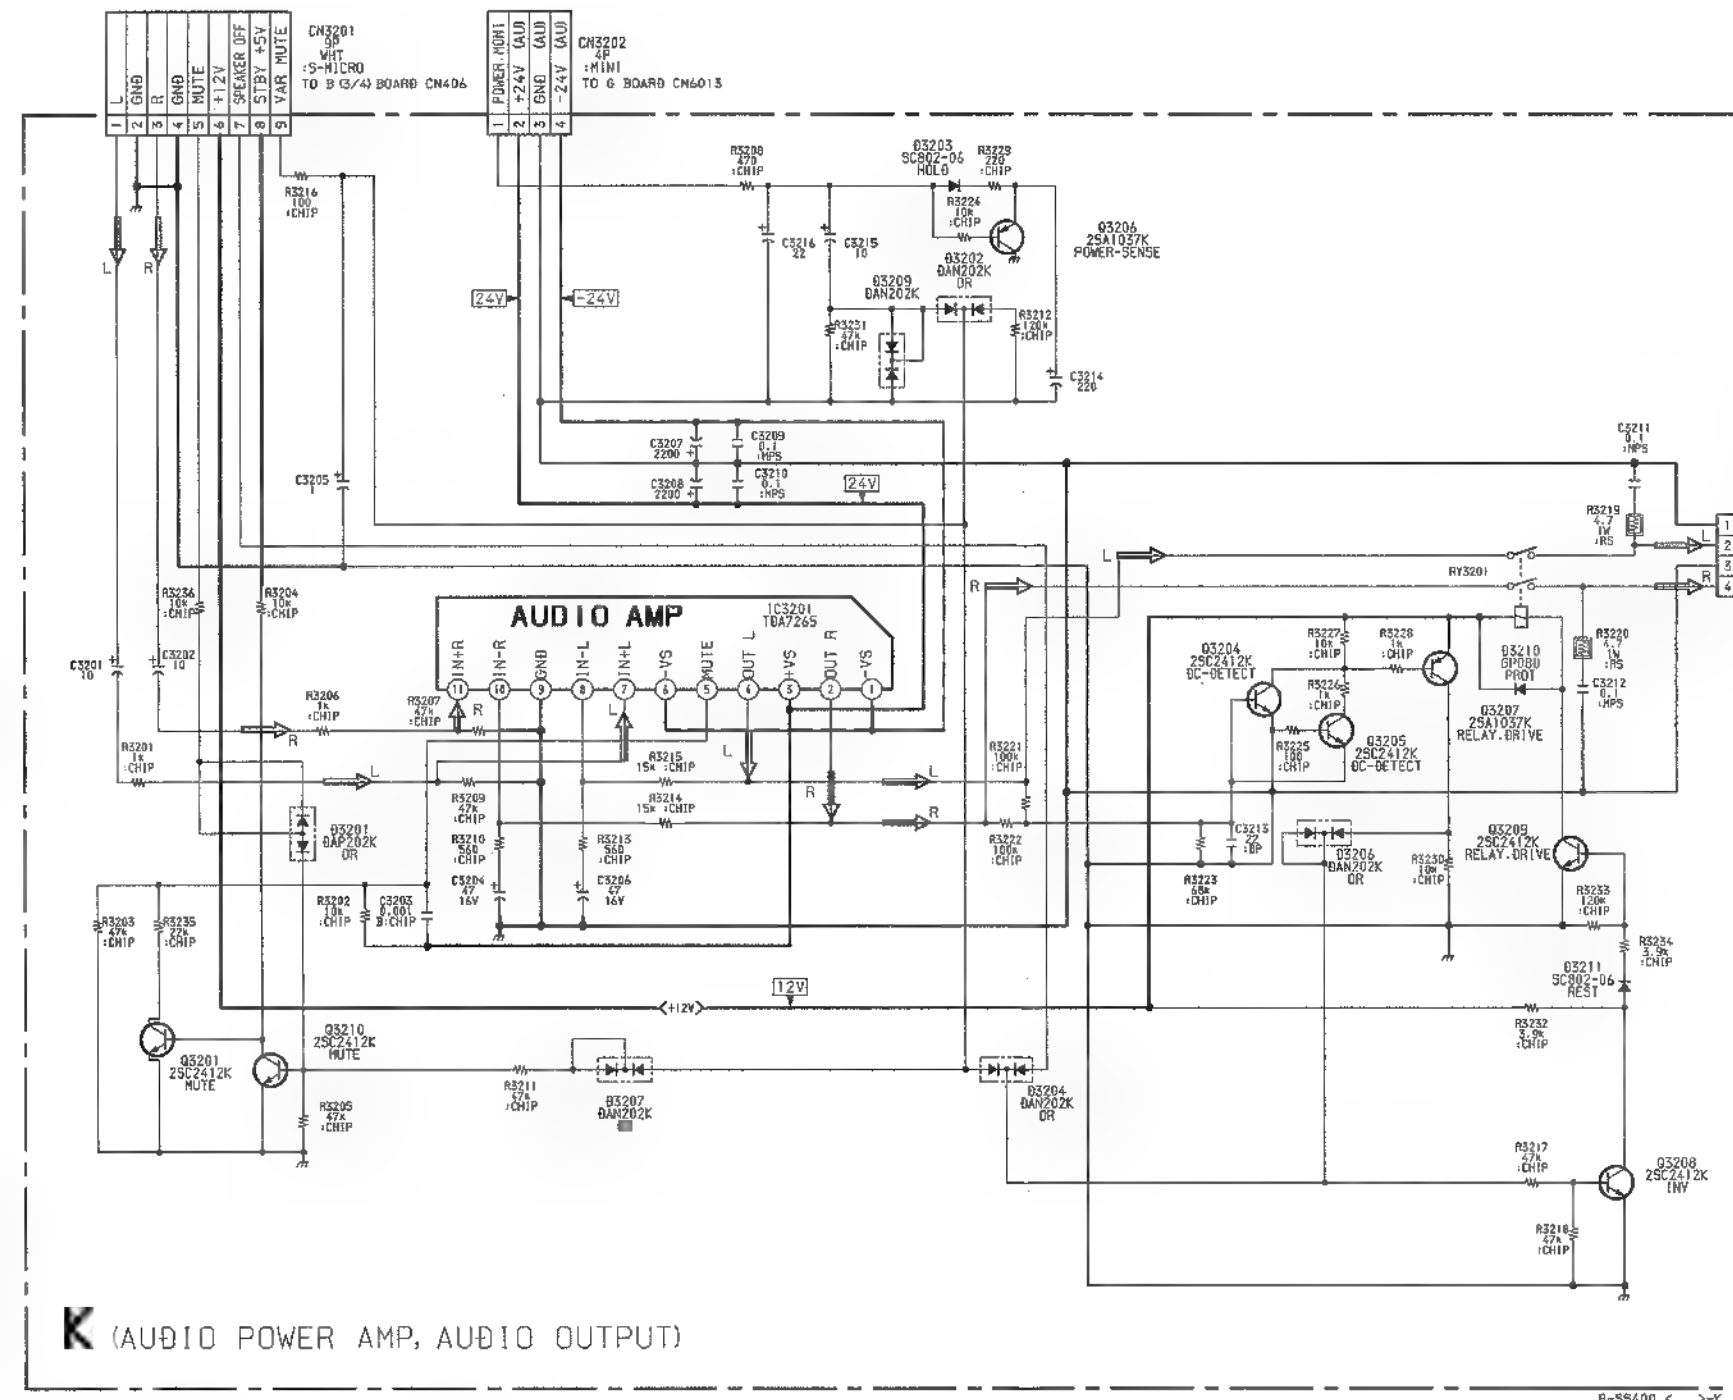 L
GND
R
GND
MUTE
+12V
SPEAKER OFF
STBY +5V
VAR MUTE
1 2 3 4 5 6 7 8 9
CN3201
9P
WHT
:S-MICRO
TO B (3/4) BOARD CN406
POWER.MONI
+24V (AU)
GND (AU)
-24V (AU)
1 2 3 4
CN3202
4P
:MINI
TO G BOARD CN6013
R3216
100
:CHIP
L
R
R3208
470
:CHIP
D3203
SC802-06
HOLD
R3229
220
:CHIP
R3224
10k
:CHIP
Q3206
2SA1037K
POWER-SENSE
C3216
22
C3215
10
D3202
DAN202K
OR
D3209
DAN202K
24V
-24V
R3231
47k
:CHIP
R3212
120k
:CHIP
C3214
220
C3207
2200
C3209
0.1
:MPS
C3208
2200
C3210
0.1
:MPS
24V
C3205
1
C3211
0.1
:MPS
R3219
4.7
1W
:RS
1
2
3
4
L
R
L
R
RY3201
R3236
10k
:CHIP
R3204
10k
:CHIP
AUDIO AMP
IC3201
TDA7265
IN+R
IN-R
GND
IN-L
IN+L
-VS
MUTE
OUT L
+VS
OUT R
-VS
11 10 9 8 7 6 5 4 3 2 1
C3201
10
C3202
10
R3206
1k
:CHIP
R3207
47k
:CHIP
R
L
R
R3201
1k
:CHIP
L
R3215
15k :CHIP
L
R3214
15k :CHIP
R
L
R
R3209
47k
:CHIP
R3210
560
:CHIP
R3213
560
:CHIP
C3204
47
16V
C3206
47
16V
R3221
100k
:CHIP
R3222
100k
:CHIP
Q3204
2SC2412K
DC-DETECT
R3227
10k
:CHIP
R3228
1k
:CHIP
R3226
1k
:CHIP
R3225
100
:CHIP
Q3205
2SC2412K
DC-DETECT
Q3207
2SA1037K
RELAY.DRIVE
D3210
GP08D
PROT
R3220
4.7
1W
:RS
C3212
0.1
:MPS
C3213
22
:BP
R3223
68k
:CHIP
D3206
DAN202K
OR
R3230
10k
:CHIP
Q3209
2SC2412K
RELAY.DRIVE
R3233
120k
:CHIP
R3234
3.9k
:CHIP
D3211
SC802-06
REST
R3232
3.9k
:CHIP
D3201
DAP202K
OR
R3202
10k
:CHIP
C3203
0.001
B:CHIP
R3203
47k
:CHIP
R3235
22k
:CHIP
12V
<+12V>
Q3201
2SC2412K
MUTE
Q3210
2SC2412K
MUTE
R3205
47k
:CHIP
R3211
47k
:CHIP
D3207
DAN202K
D3204
DAN202K
OR
R3217
47k
:CHIP
Q3208
2SC2412K
INV
R3218
47k
:CHIP
K (AUDIO POWER AMP, AUDIO OUTPUT)